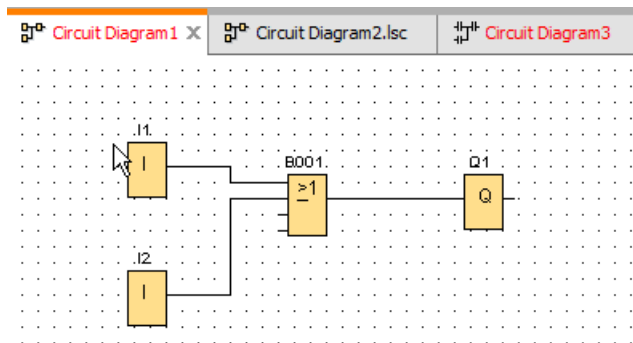 Circuit Diagram1 Circuit Diagram2.lsc Circuit Diagram3
I1
I B001 Q1
≥1 Q
I2
I